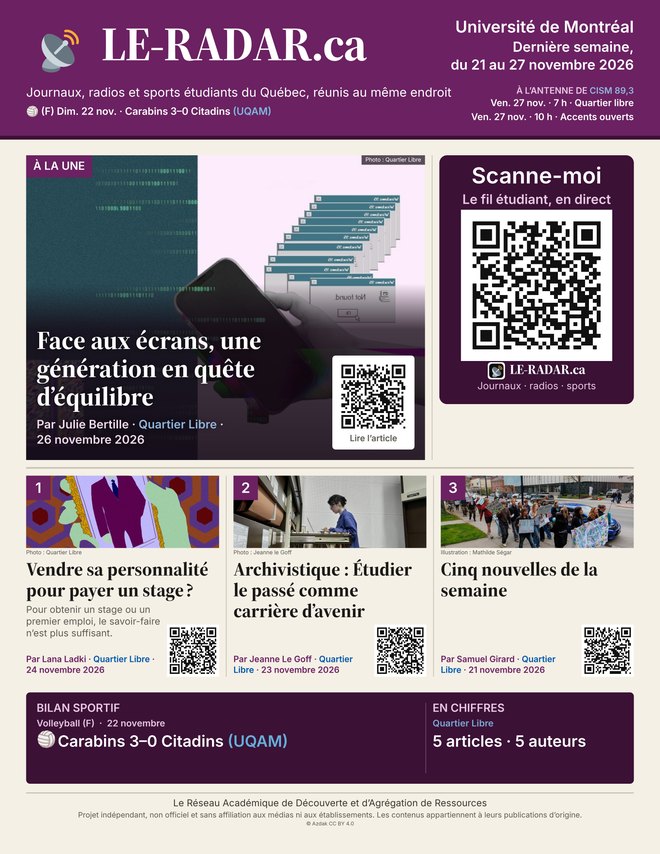 LE-RADAR.ca
Université de Montréal
Dernière semaine,
du 21 au 27 novembre 2026
Journaux, radios et sports étudiants du Québec, réunis au même endroit
(F) Dim. 22 nov. · Carabins 3–0 Citadins (UQAM)
À L'ANTENNE DE CISM 89,3
Ven. 27 nov. · 7 h · Quartier libre
Ven. 27 nov. · 10 h · Accents ouverts
À LA UNE
Photo : Quartier Libre
Face aux écrans, une
génération en quête
d'équilibre
Par Julie Bertille · Quartier Libre ·
26 novembre 2026
Lire l'article
Scanne-moi
Le fil étudiant, en direct
LE-RADAR.ca
Journaux · radios · sports
1
Photo : Quartier Libre
Vendre sa personnalité
pour payer un stage ?
Pour obtenir un stage ou un
premier emploi, le savoir-faire
n'est plus suffisant.
Par Lana Ladki · Quartier Libre ·
24 novembre 2026
2
Photo : Jeanne le Goff
Archivistique : Étudier
le passé comme
carrière d'avenir
Par Jeanne Le Goff · Quartier
Libre · 23 novembre 2026
3
Illustration : Mathilde Ségar
Cinq nouvelles de la
semaine
Par Samuel Girard · Quartier
Libre · 21 novembre 2026
BILAN SPORTIF
Volleyball (F) · 22 novembre
Carabins 3–0 Citadins (UQAM)
EN CHIFFRES
Quartier Libre
5 articles · 5 auteurs
Le Réseau Académique de Découverte et d'Agrégation de Ressources
Projet indépendant, non officiel et sans affiliation aux médias ni aux établissements. Les contenus appartiennent à leurs publications d'origine.
© Azdak CC BY 4.0